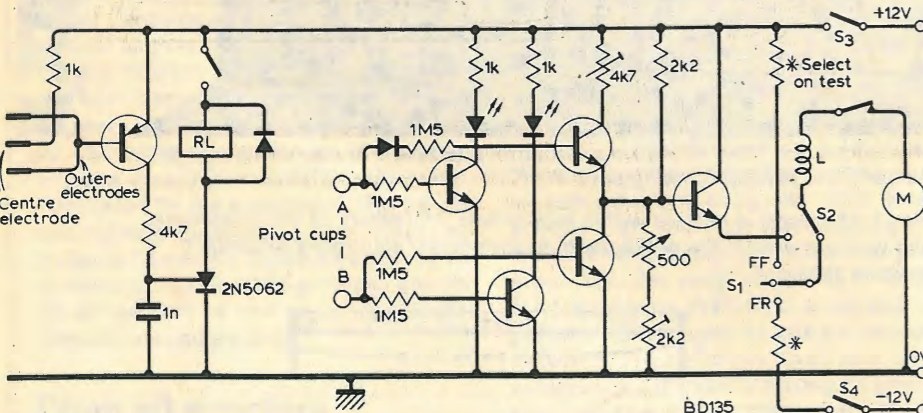 +12V
S3
1k
1k
1k
4k7
2k2
*Select
on test
RL
1M5
L
Outer
electrodes
Centre
electrode
1M5
S2
M
A
Pivot cups
B
4k7
1M5
500
FF
S1
FR
2N5062
1n
1M5
2k2
*
0V
S4
BD135
-12V